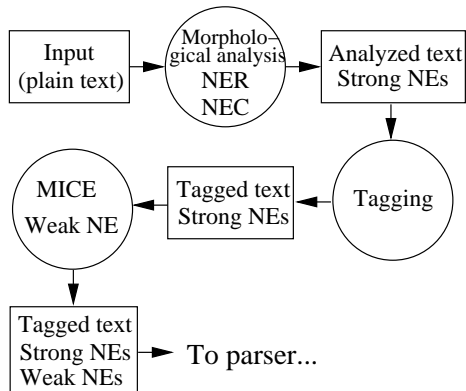 Input
(plain text)
Morpholo-
gical analysis
NER
NEC
Analyzed text
Strong NEs
Tagging
Tagged text
Strong NEs
MICE
Weak NE
Tagged text
Strong NEs
Weak NEs
To parser...